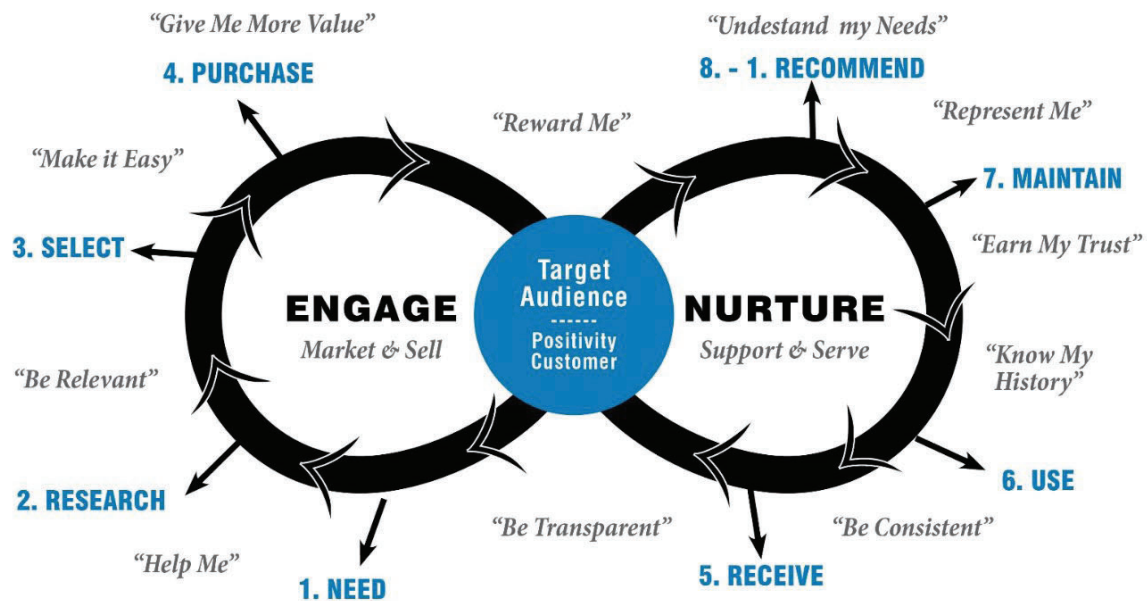 “Give Me More Value”
4. PURCHASE
“Undestand  my Needs”
8. - 1. RECOMMEND
“Reward Me”
“Represent Me”
“Make it Easy”
7. MAINTAIN
3. SELECT
“Earn My Trust”
Target
Audience
------
Positivity
Customer
ENGAGE
Market & Sell
NURTURE
Support & Serve
“Be Relevant”
“Know My
History”
2. RESEARCH
6. USE
“Help Me”
“Be Transparent”
“Be Consistent”
1. NEED
5. RECEIVE